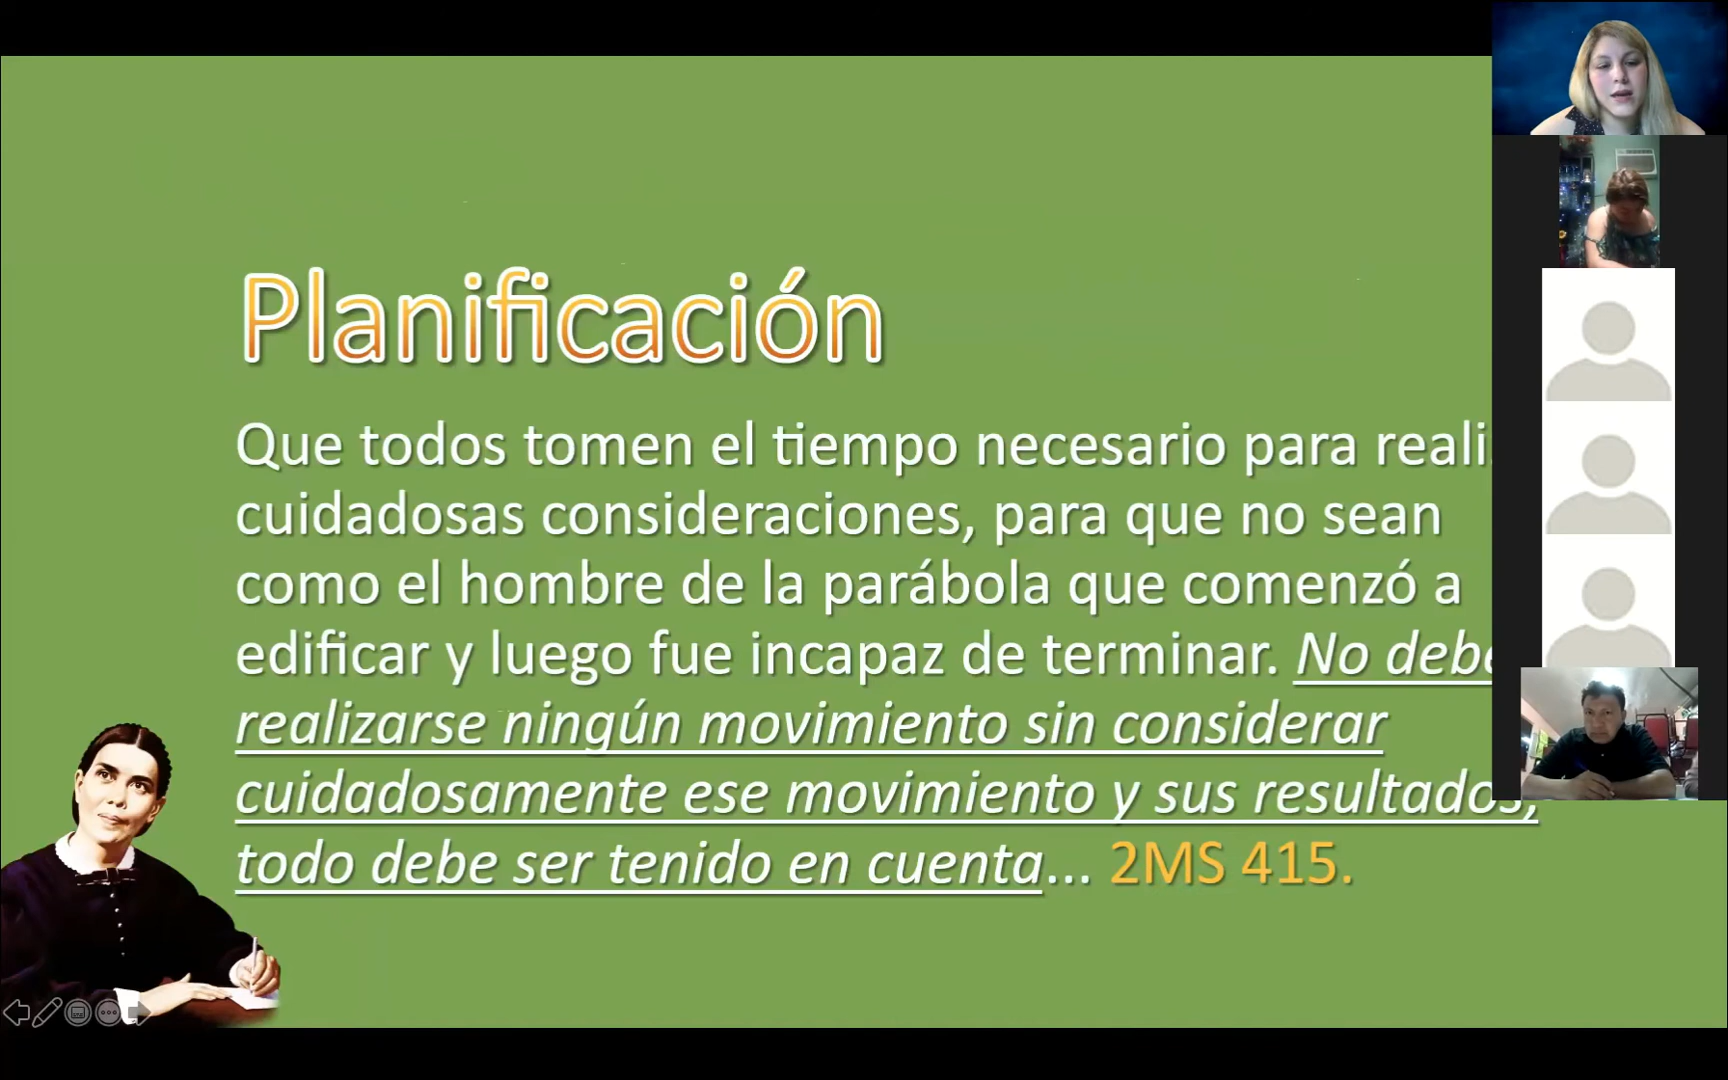 Planificación
Que todos tomen el tiempo necesario para
cuidadosas consideraciones, para que no sean
como el hombre de la parábola que comenzó a
edificar y luego fue incapaz de terminar. No
realizarse ningún movimiento sin considerar
cuidadosamente ese movimiento y sus resultados,
todo debe ser tenido en cuenta... 2MS 415.